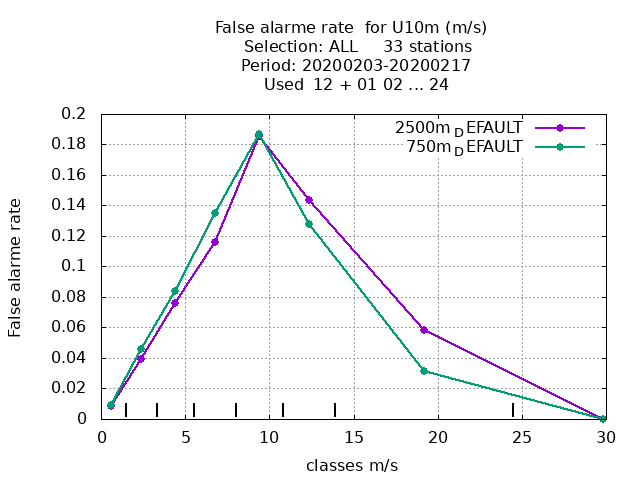 False alarme rate  for U10m (m/s)
Selection: ALL     33 stations
Period: 20200203-20200217
Used  12 + 01 02 ... 24
2500m_DEFAULT
750m_DEFAULT
0.2
0.18
0.16
0.14
0.12
0.1
0.08
0.06
0.04
0.02
0
False alarme rate
0 5 10 15 20 25 30
classes m/s